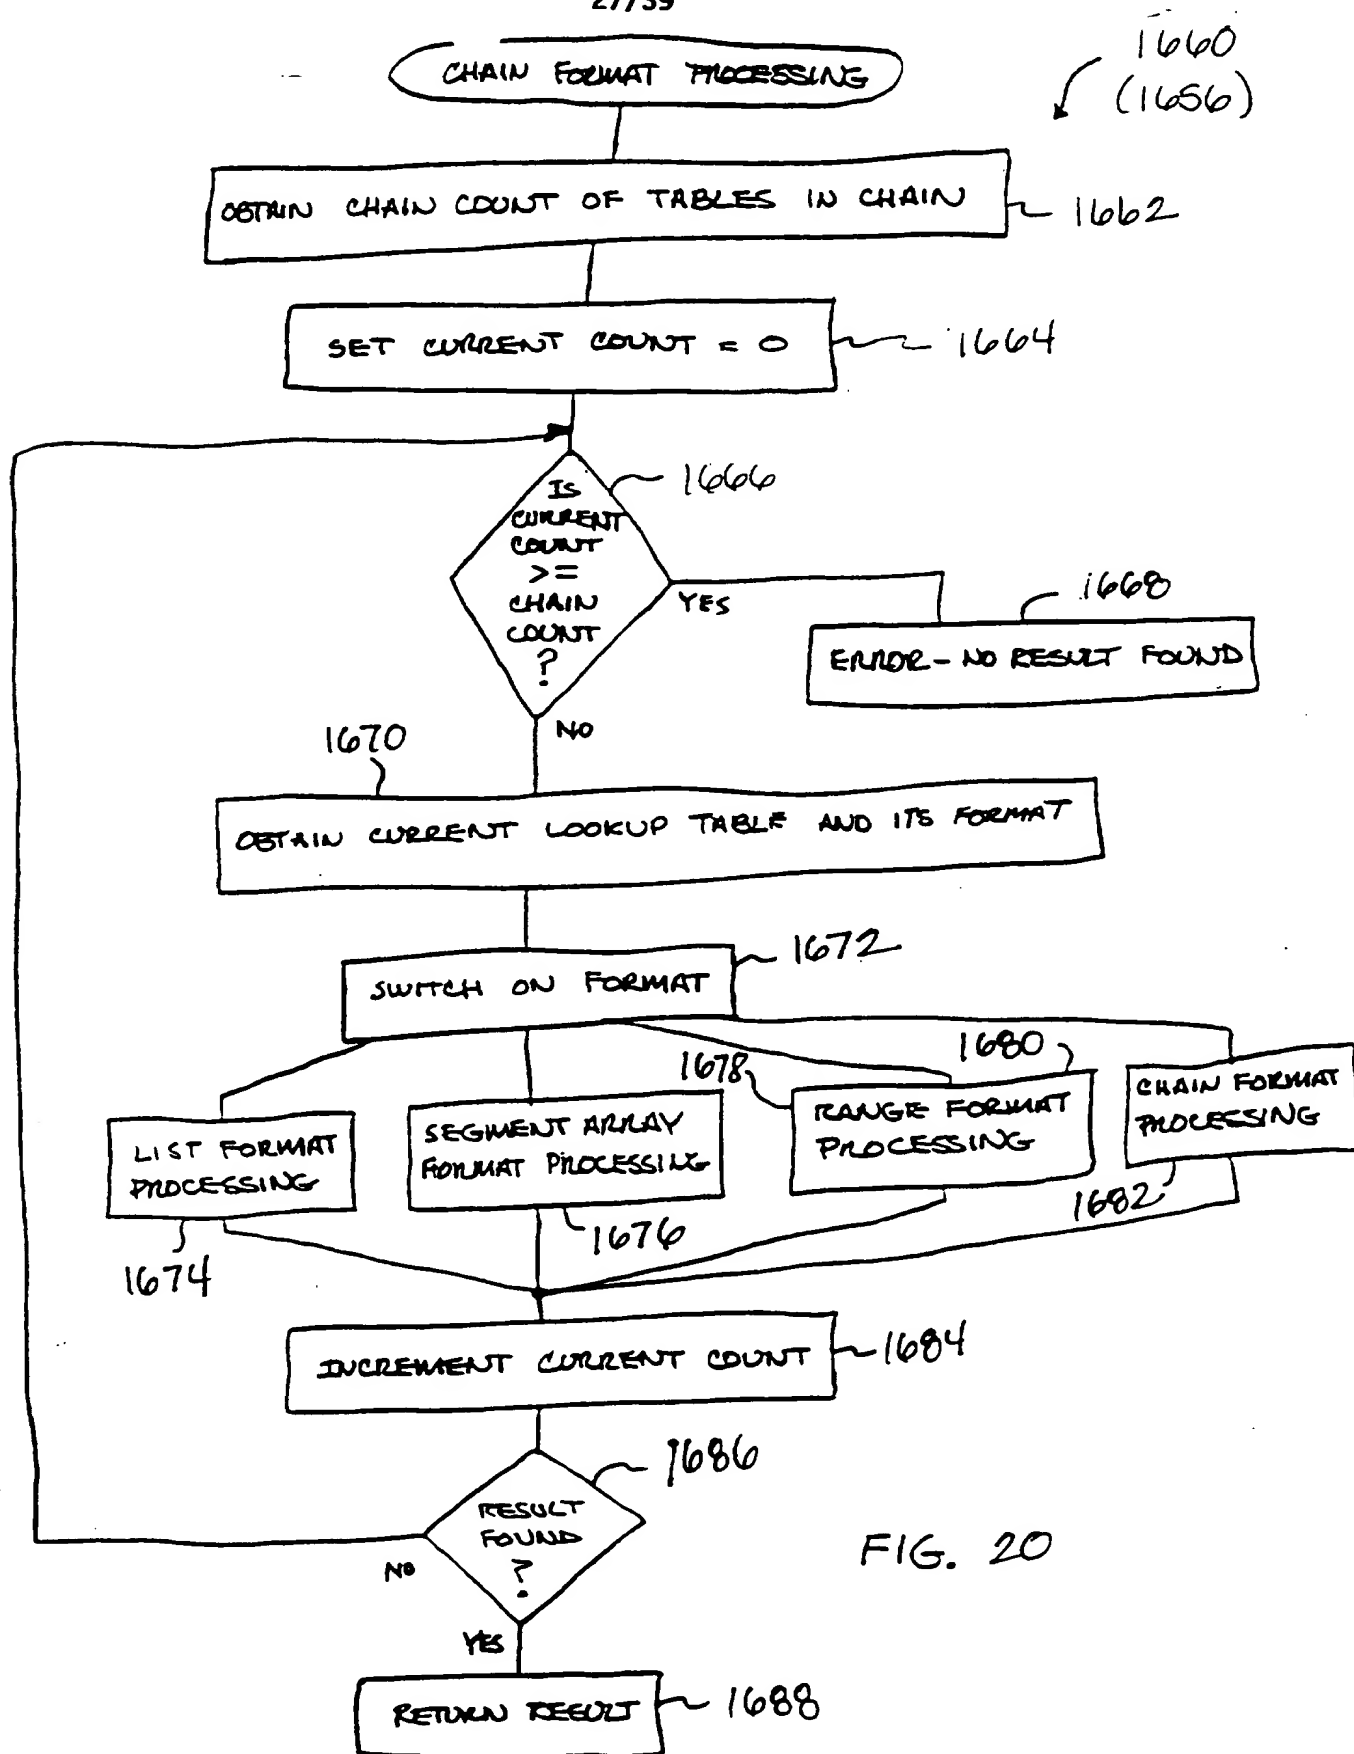 27/39
CHAIN FORMAT PROCESSING
1660
(1656)
OBTAIN CHAIN COUNT OF TABLES IN CHAIN
1662
SET CURRENT COUNT = 0
1664
IS
CURRENT
COUNT
>=
CHAIN
COUNT
?
1666
YES
1668
ERROR - NO RESULT FOUND
NO
1670
OBTAIN CURRENT LOOKUP TABLE AND ITS FORMAT
SWITCH ON FORMAT
1672
LIST FORMAT
PROCESSING
1674
SEGMENT ARRAY
FORMAT PROCESSING
1676
1678
1680
RANGE FORMAT
PROCESSING
CHAIN FORMAT
PROCESSING
1682
INCREMENT CURRENT COUNT
1684
RESULT
FOUND
?
1686
NO
YES
RETURN RESULT
1688
FIG. 20